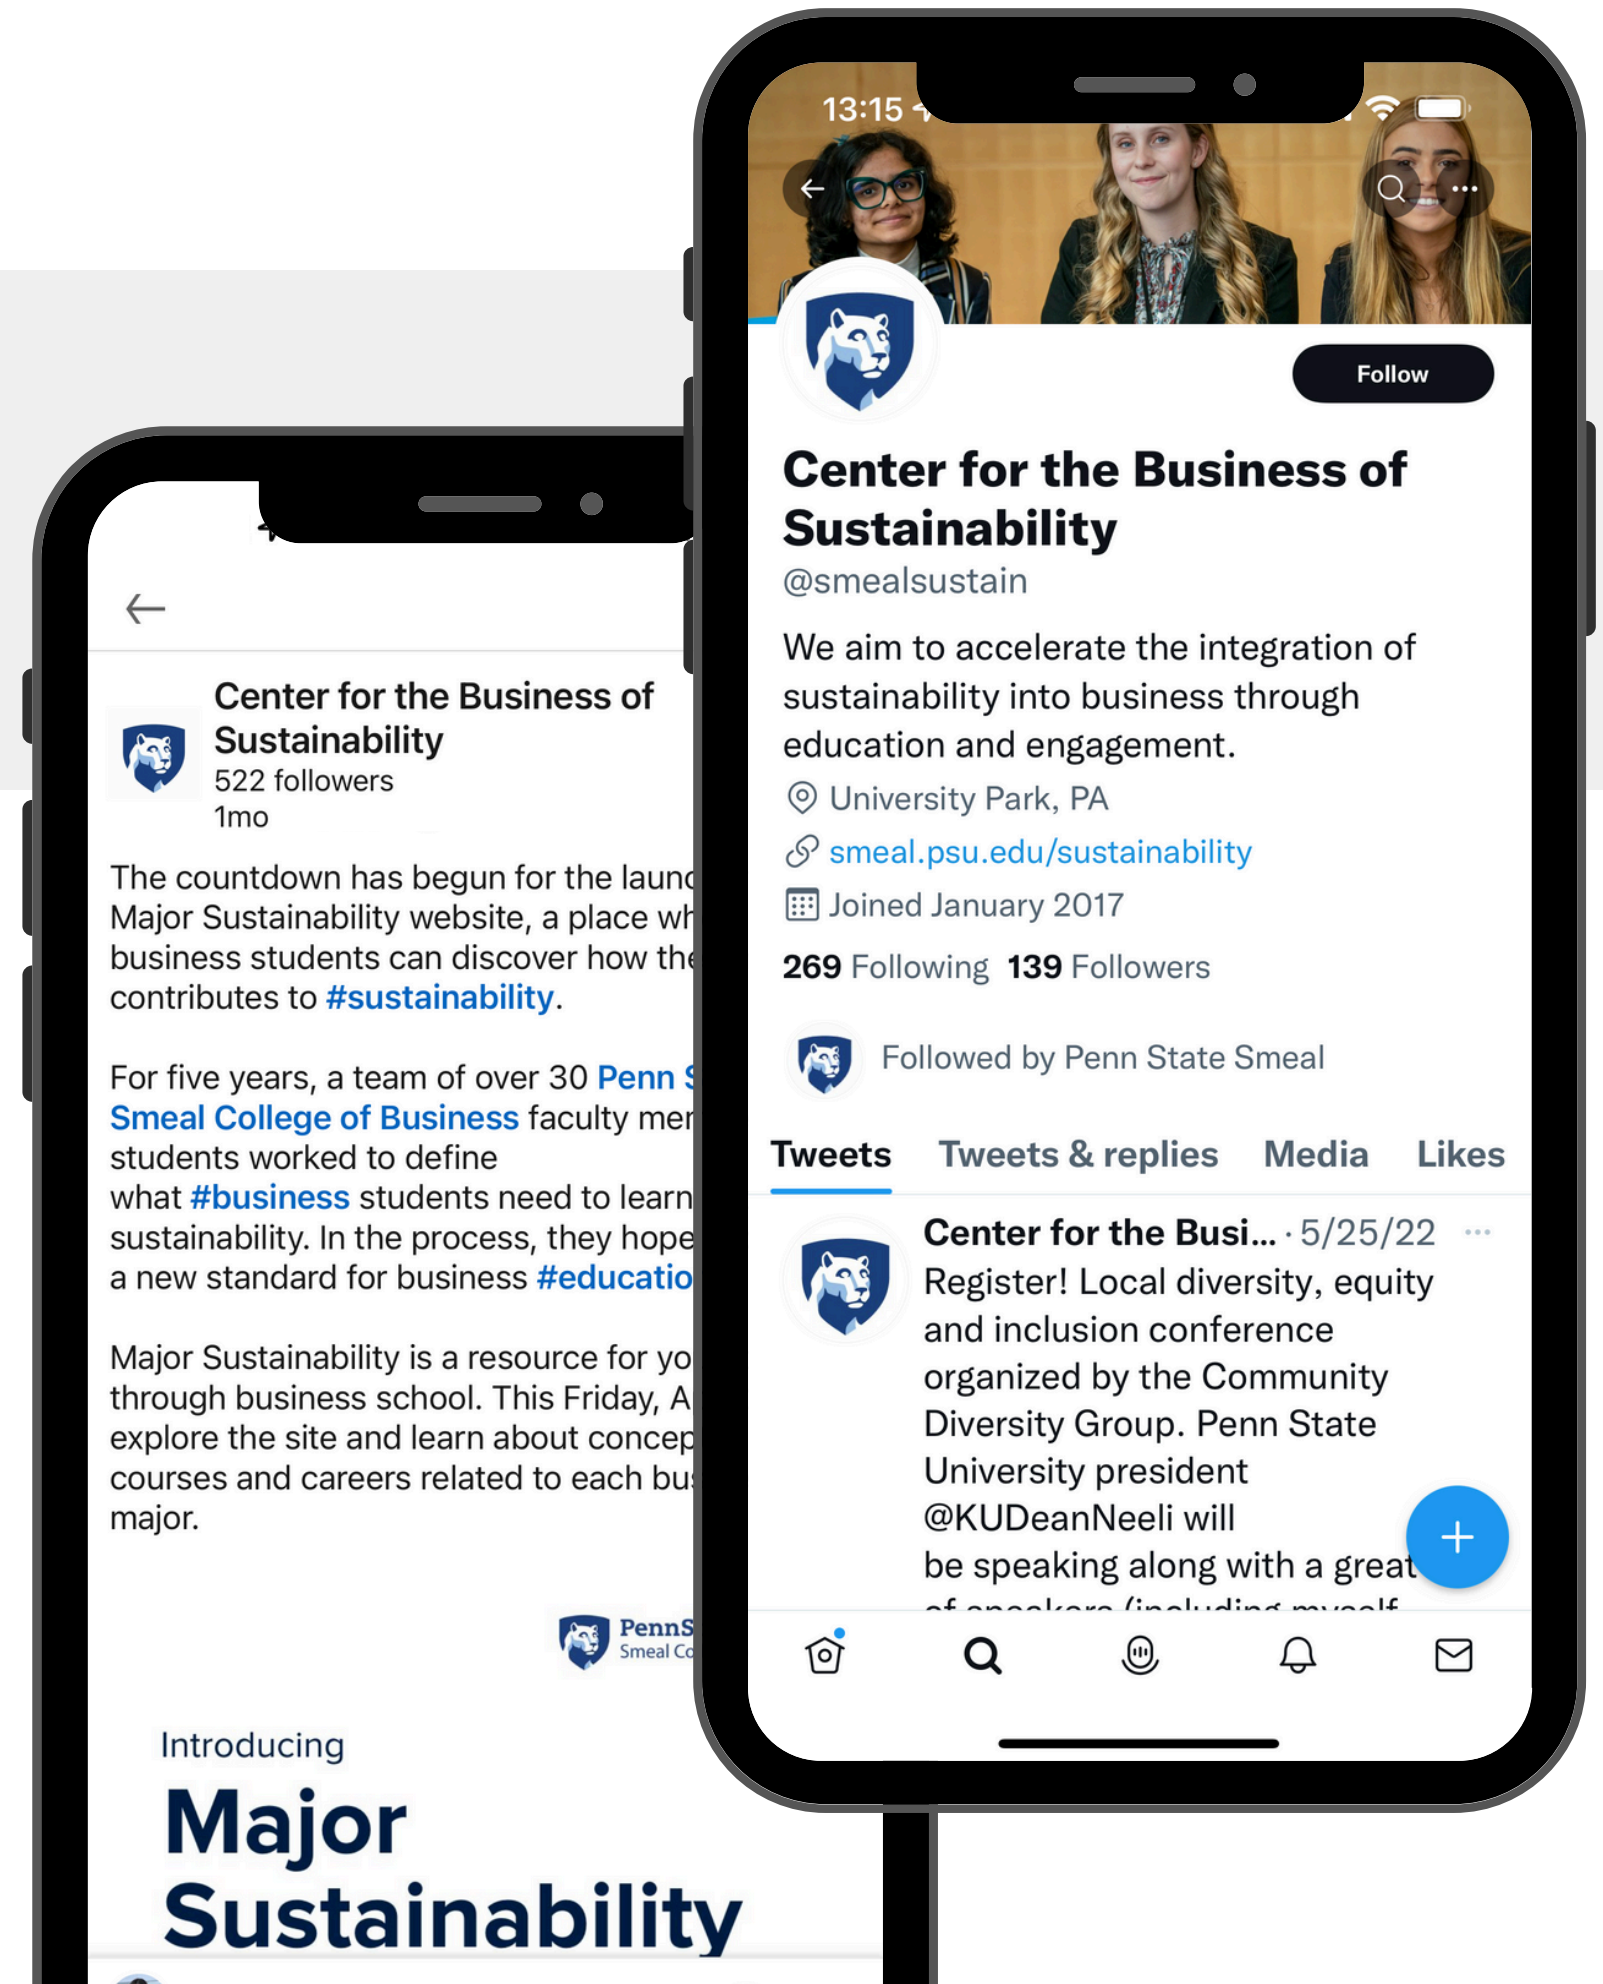 Center for the Business of
Sustainability
522 followers
1mo
The countdown has begun for the
Major Sustainability website, a place
business students can discover how
contributes to #sustainability.
For five years, a team of over 30 Penn
Smeal College of Business faculty
students worked to define
what #business students need to learn
sustainability. In the process, they hope
a new standard for business
Major Sustainability is a resource for
through business school. This Friday,
explore the site and learn about
courses and careers related to each
major.
Smeal
Introducing
Major
Sustainability
13:15
Follow
Center for the Business of
Sustainability
@smealsustain
We aim to accelerate the integration of
sustainability into business through
education and engagement.
University Park, PA
smeal.psu.edu/sustainability
Joined January 2017
269 Following 139 Followers
Followed by Penn State Smeal
Tweets Tweets & replies Media Likes
Center for the Busi... · 5/25/22
Register! Local diversity, equity
and inclusion conference
organized by the Community
Diversity Group. Penn State
University president
@KUDeanNeeli will
be speaking along with a great
of speakers (including myself